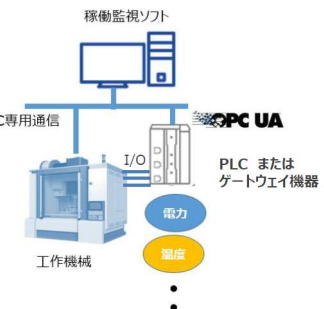 稼働監視ソフト
C専用通信
OPC UA
I/O
PLC または
ゲートウェイ機器
電力
温度
工作機械